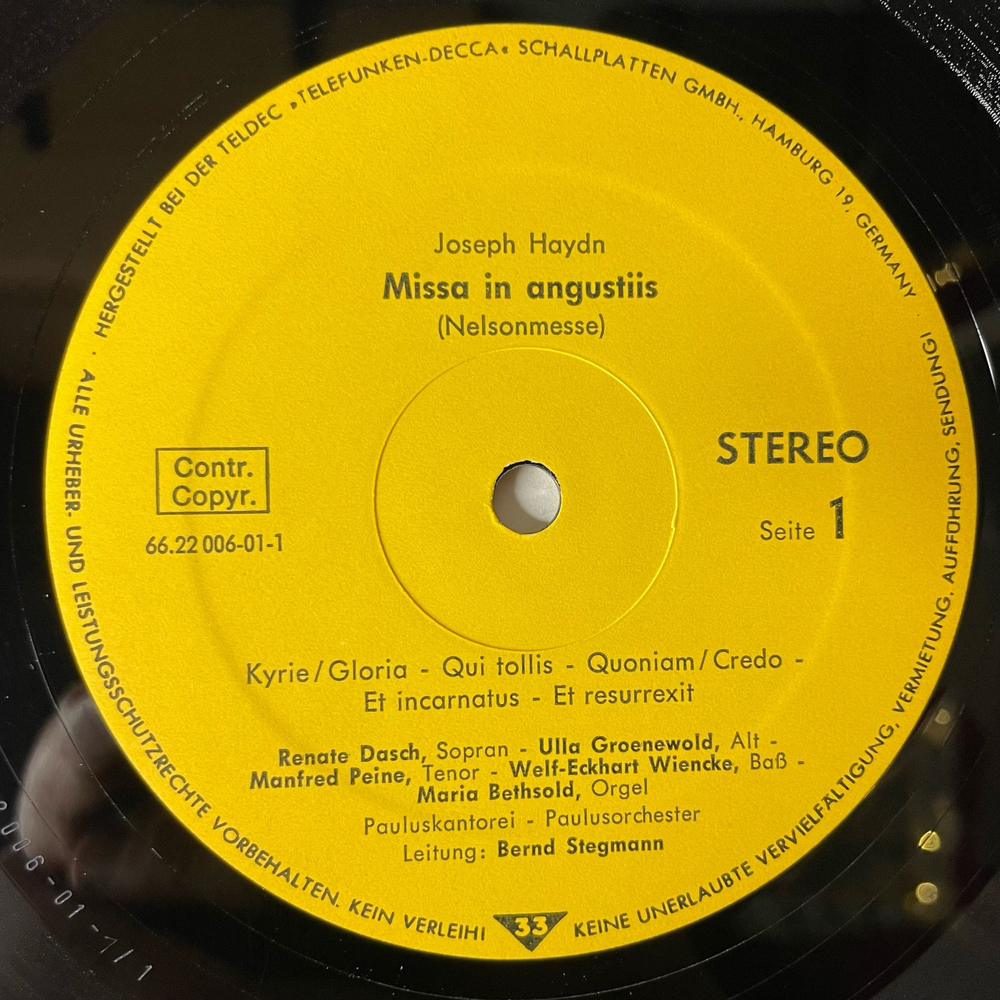 HERGESTELLT BEI DER TELDEC »TELEFUNKEN-DECCA« SCHALLPLATTEN GMBH., HAMBURG 19, GERMANY
Joseph Haydn
Missa in angustiis
(Nelsonmesse)
Contr.
Copyr.
66.22 006-01-1
STEREO
Seite 1
Kyrie/Gloria - Qui tollis - Quoniam/Credo -
Et incarnatus - Et resurrexit
Renate Dasch, Sopran - Ulla Groenewold, Alt -
Manfred Peine, Tenor - Welf-Eckhart Wiencke, Baß -
Maria Bethsold, Orgel
Pauluskantorei - Paulusorchester
Leitung: Bernd Stegmann
· ALLE URHEBER- UND LEISTUNGSSCHUTZRECHTE VORBEHALTEN. KEIN VERLEIH!
33
KEINE UNERLAUBTE VERVIELFÄLTIGUNG, VERMIETUNG, AUFFÜHRUNG, SENDUNG!
006-01-1/1